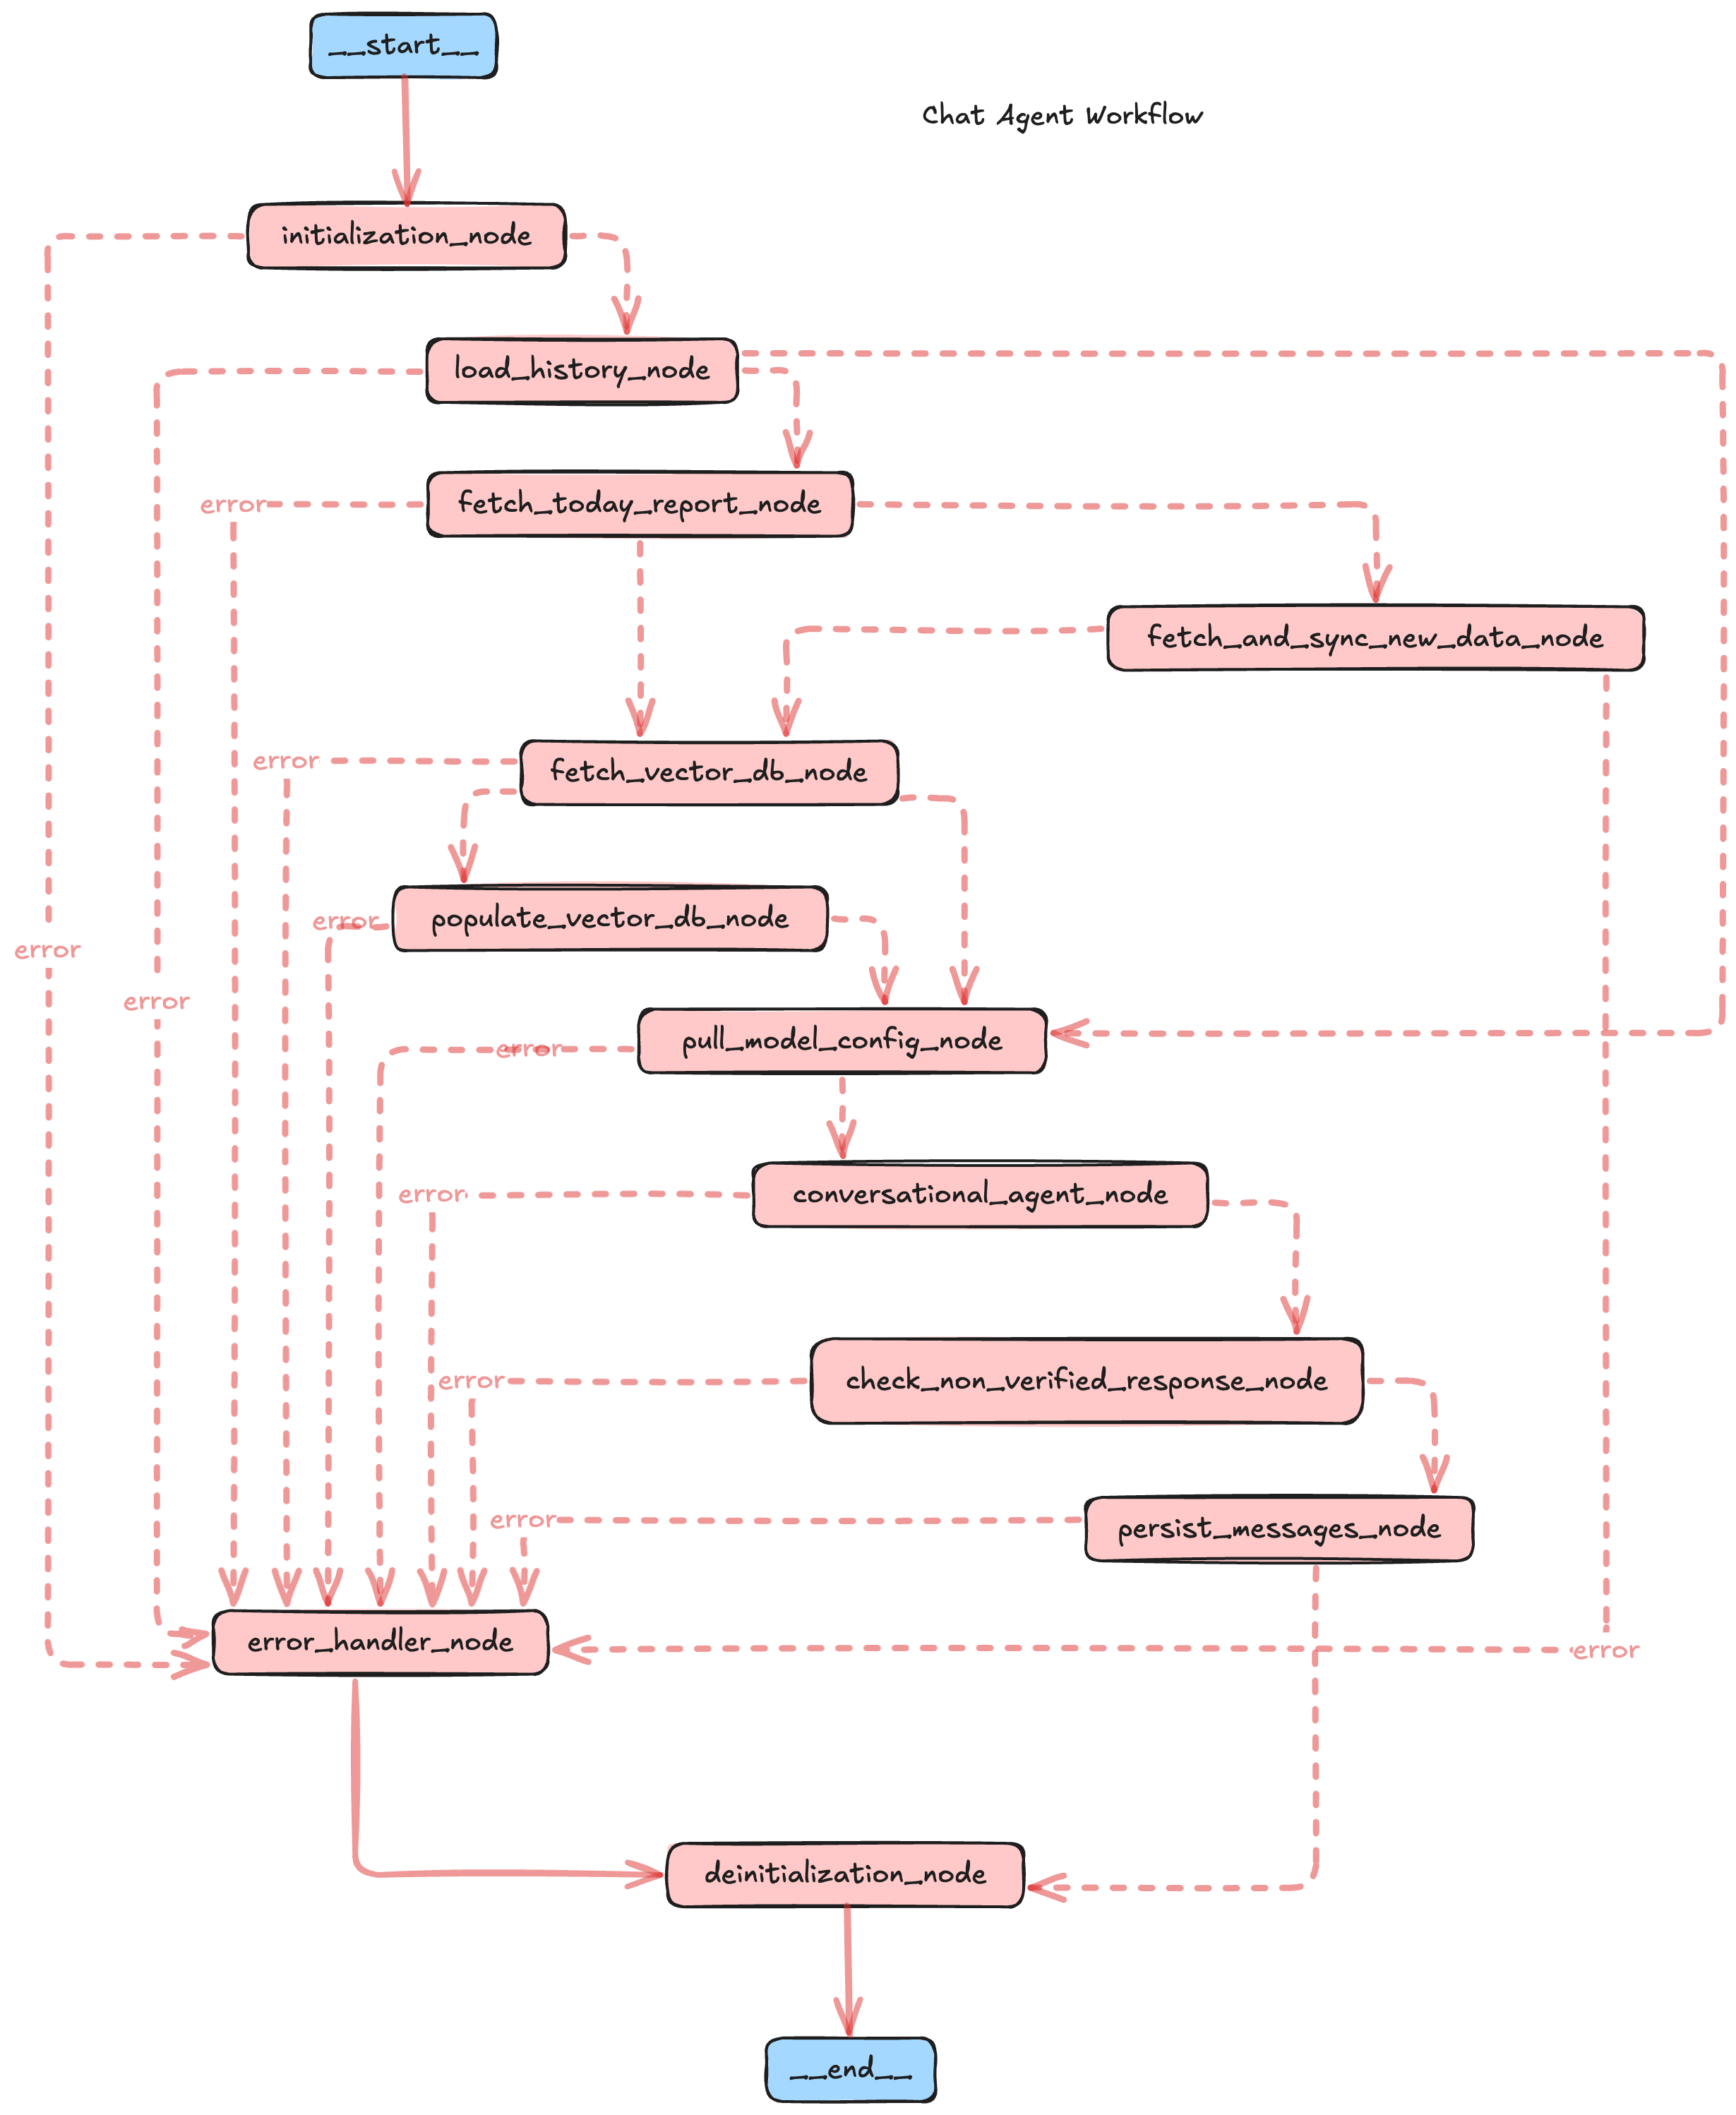 __start__
Chat Agent Workflow
initialization_node
load_history_node
fetch_today_report_node
error
fetch_and_sync_new_data_node
error
fetch_vector_db_node
error
populate_vector_db_node
error
error
pull_model_config_node
error
error
conversational_agent_node
error
check_non_verified_response_node
error
persist_messages_node
error_handler_node
error
deinitialization_node
__end__